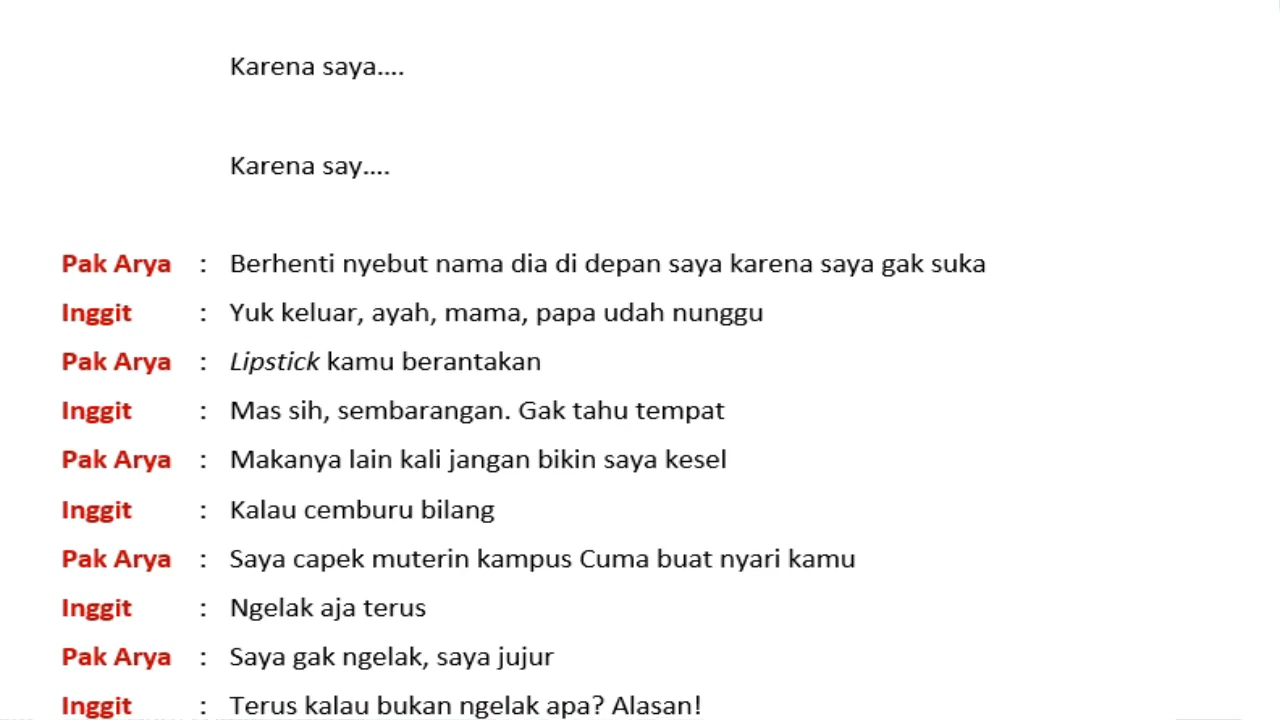 Karena saya....
Karena say....
Pak Arya : Berhenti nyebut nama dia di depan saya karena saya gak suka
Inggit : Yuk keluar, ayah, mama, papa udah nunggu
Pak Arya : Lipstick kamu berantakan
Inggit : Mas sih, sembarangan. Gak tahu tempat
Pak Arya : Makanya lain kali jangan bikin saya kesel
Inggit : Kalau cemburu bilang
Pak Arya : Saya capek muterin kampus Cuma buat nyari kamu
Inggit : Ngelak aja terus
Pak Arya : Saya gak ngelak, saya jujur
Inggit : Terus kalau bukan ngelak apa? Alasan!